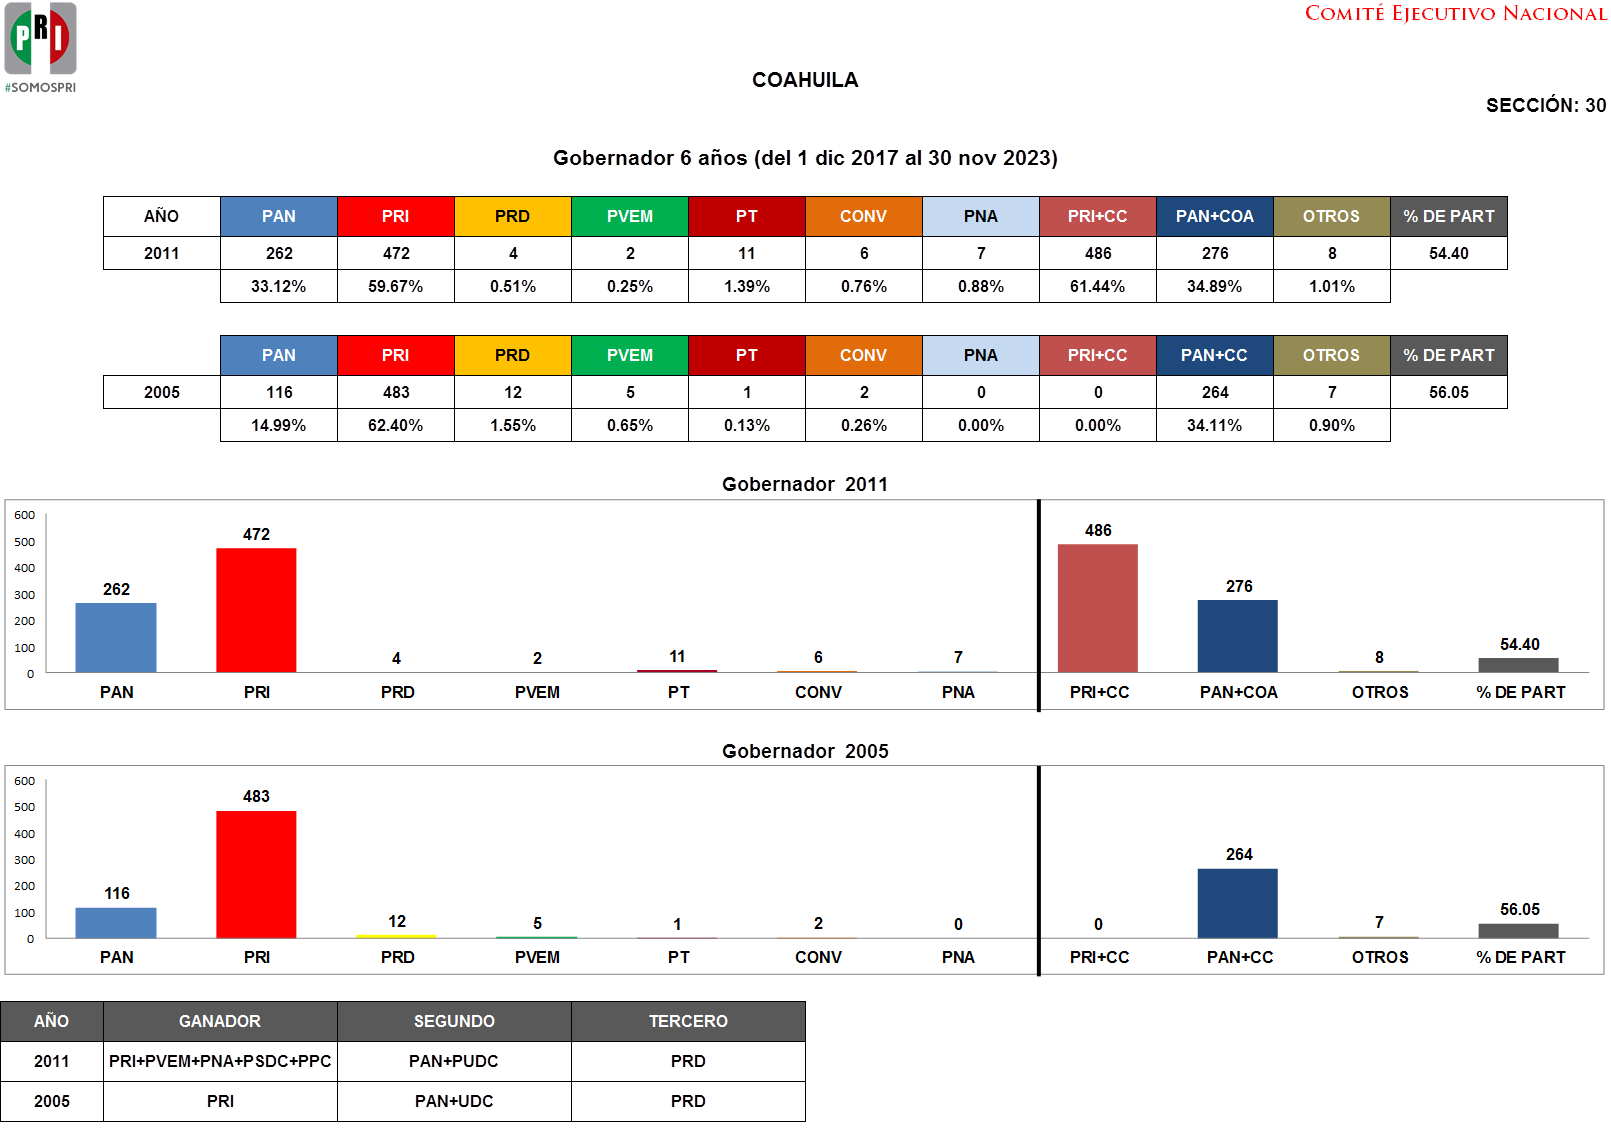 PRI
#SOMOSPRI
COMITÉ EJECUTIVO NACIONAL
COAHUILA
SECCIÓN: 30
Gobernador 6 años (del 1 dic 2017 al 30 nov 2023)
AÑO PAN PRI PRD PVEM PT CONV PNA PRI+CC PAN+COA OTROS % DE PART
2011 262 472 4 2 11 6 7 486 276 8 54.40
33.12% 59.67% 0.51% 0.25% 1.39% 0.76% 0.88% 61.44% 34.89% 1.01%
PAN PRI PRD PVEM PT CONV PNA PRI+CC PAN+CC OTROS % DE PART
2005 116 483 12 5 1 2 0 0 264 7 56.05
14.99% 62.40% 1.55% 0.65% 0.13% 0.26% 0.00% 0.00% 34.11% 0.90%
Gobernador 2011
600
500
400
300
200
100
0
262 472 4 2 11 6 7 486 276 8 54.40
PAN PRI PRD PVEM PT CONV PNA PRI+CC PAN+COA OTROS % DE PART
Gobernador 2005
600
500
400
300
200
100
0
116 483 12 5 1 2 0 0 264 7 56.05
PAN PRI PRD PVEM PT CONV PNA PRI+CC PAN+CC OTROS % DE PART
AÑO GANADOR SEGUNDO TERCERO
2011 PRI+PVEM+PNA+PSDC+PPC PAN+PUDC PRD
2005 PRI PAN+UDC PRD